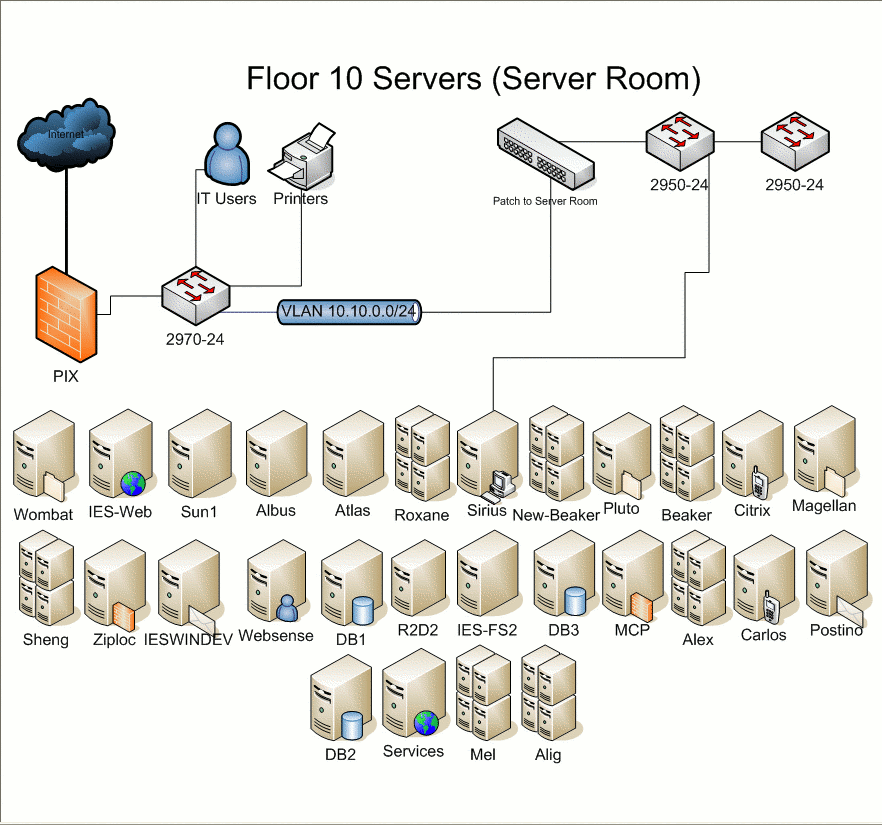 Floor 10 Servers (Server Room)
Internet
IT Users
Printers
Patch to Server Room
2950-24
2950-24
VLAN 10.10.0.0/24
2970-24
PIX
Wombat
IES-Web
Sun1
Albus
Atlas
Roxane
Sirius
New-Beaker
Pluto
Beaker
Citrix
Magellan
Sheng
Ziploc
IESWINDEV
Websense
DB1
R2D2
IES-FS2
DB3
MCP
Alex
Carlos
Postino
DB2
Services
Mel
Alig